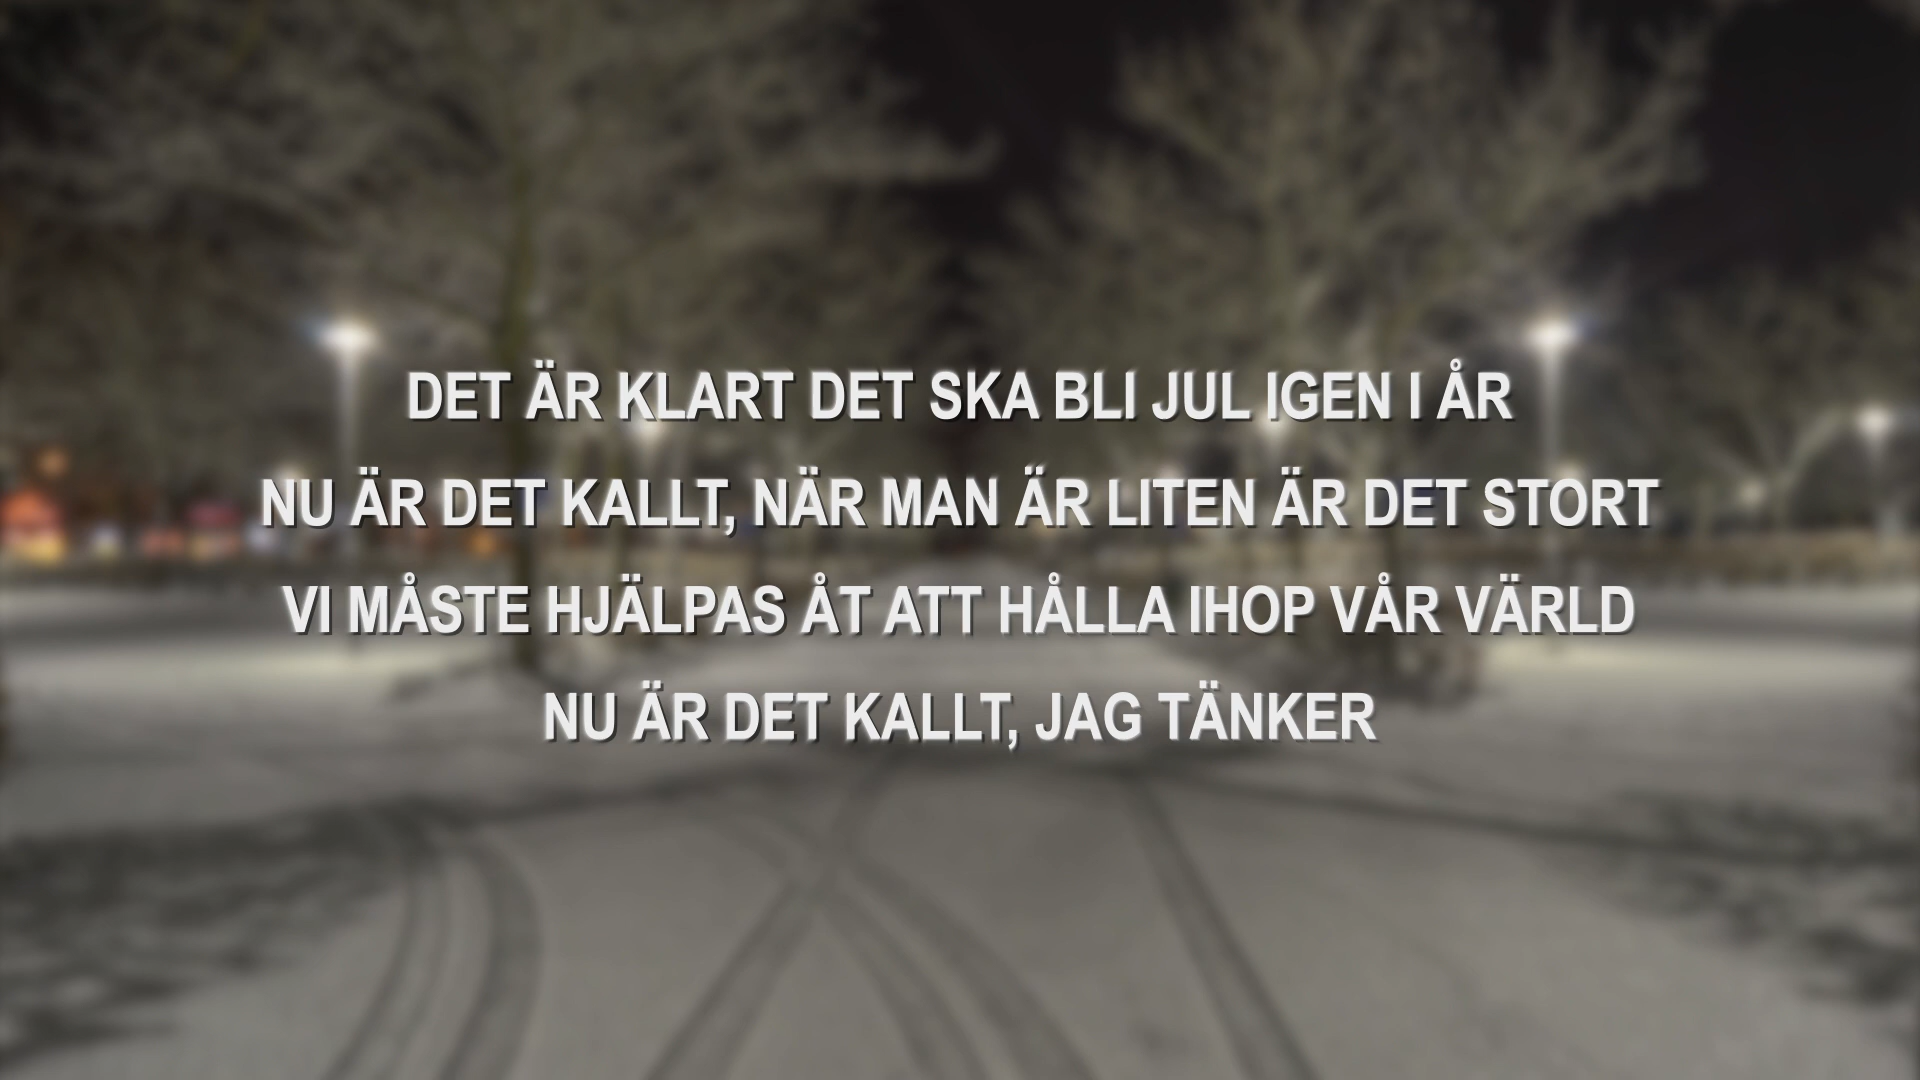 DET ÄR KLART DET SKA BLI JUL IGEN I ÅR
NU ÄR DET KALLT, NÄR MAN ÄR LITEN ÄR DET STORT
VI MÅSTE HJÄLPAS ÅT ATT HÅLLA IHOP VÅR VÄRLD
NU ÄR DET KALLT, JAG TÄNKER